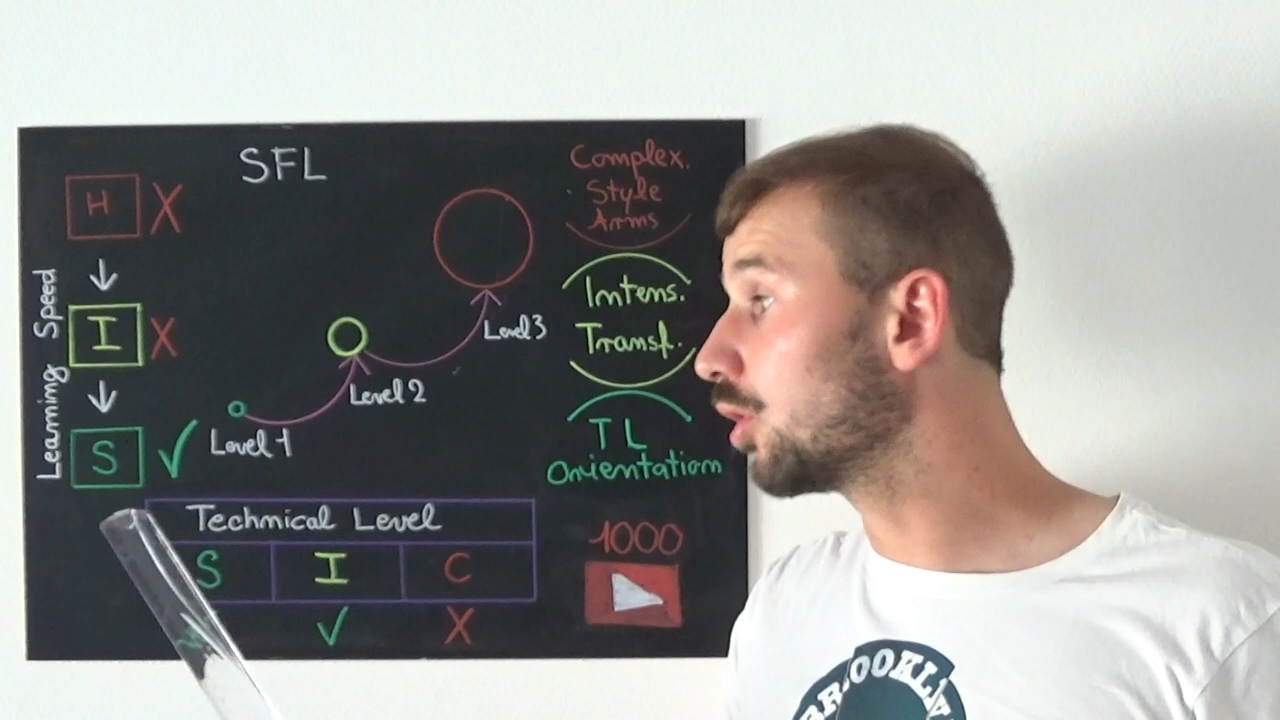 SFL
H X
I X
S ✓
Learning Speed
Level 1
Level 2
Level 3
Complex.
Style
Arms
Intens.
Transf.
TL
Orientation
Technical Level
S I C
✓ X
1000
BROOKLY